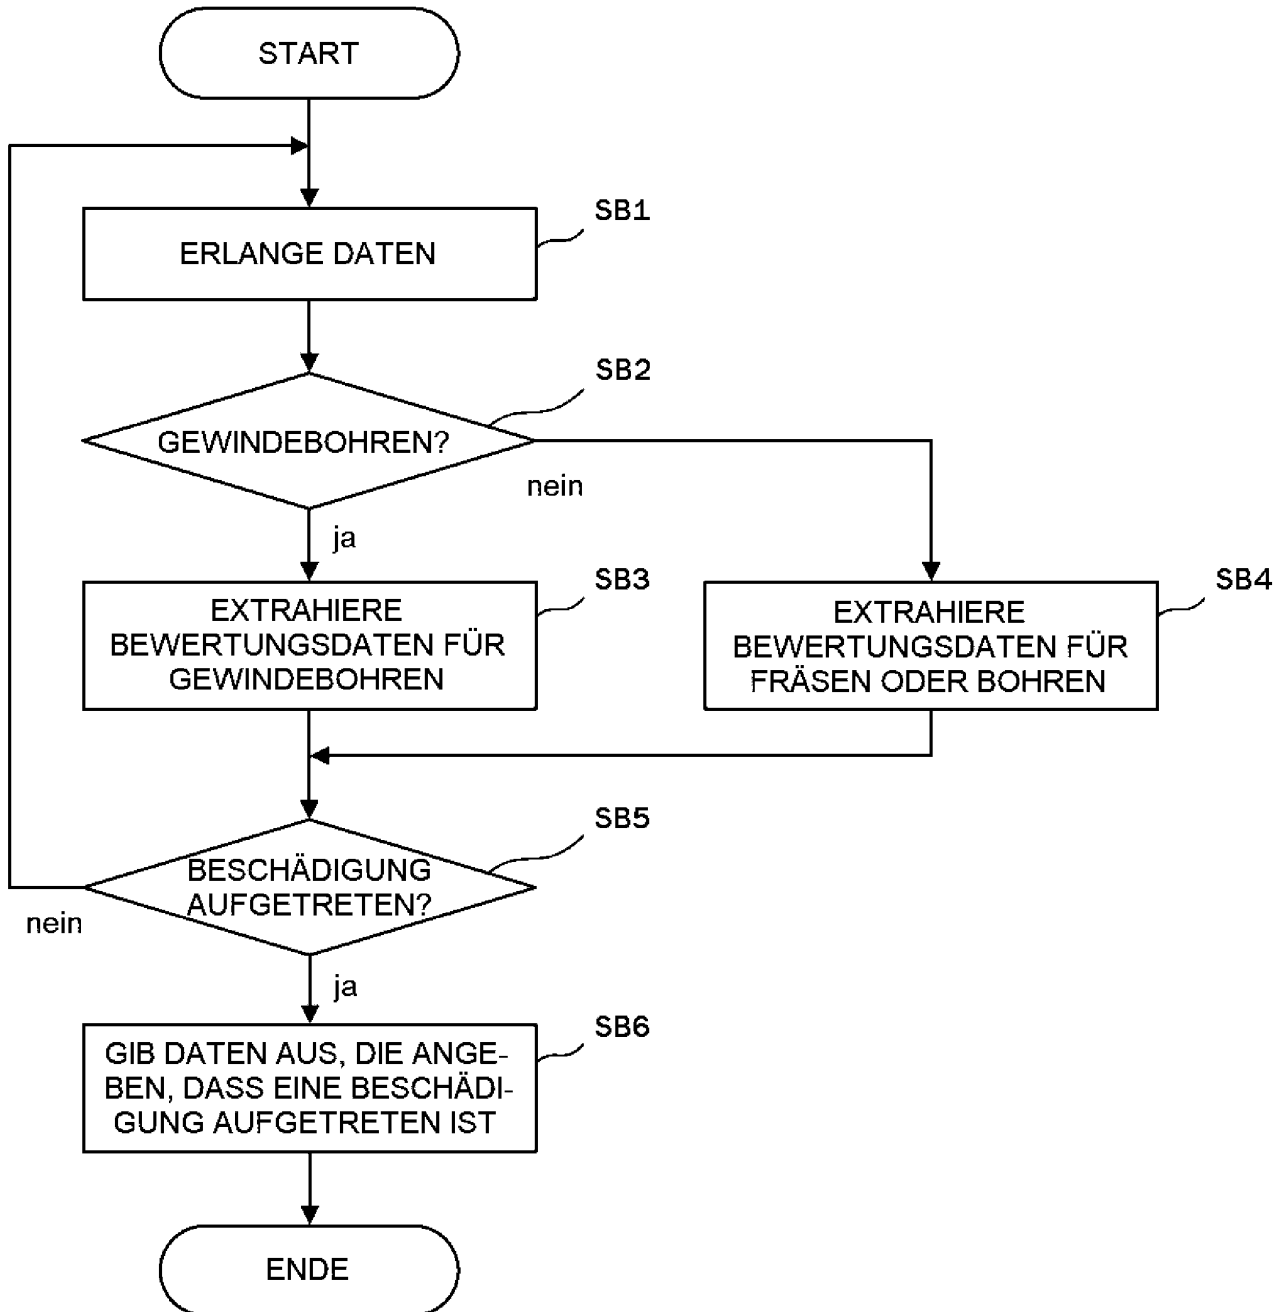 START
SB1
ERLANGE DATEN
SB2
GEWINDEBOHREN?
nein
ja
SB3
EXTRAHIERE
BEWERTUNGSDATEN FÜR
GEWINDEBOHREN
SB4
EXTRAHIERE
BEWERTUNGSDATEN FÜR
FRÄSEN ODER BOHREN
SB5
BESCHÄDIGUNG
AUFGETRETEN?
nein
ja
SB6
GIB DATEN AUS, DIE ANGE-
BEN, DASS EINE BESCHÄDI-
GUNG AUFGETRETEN IST
ENDE